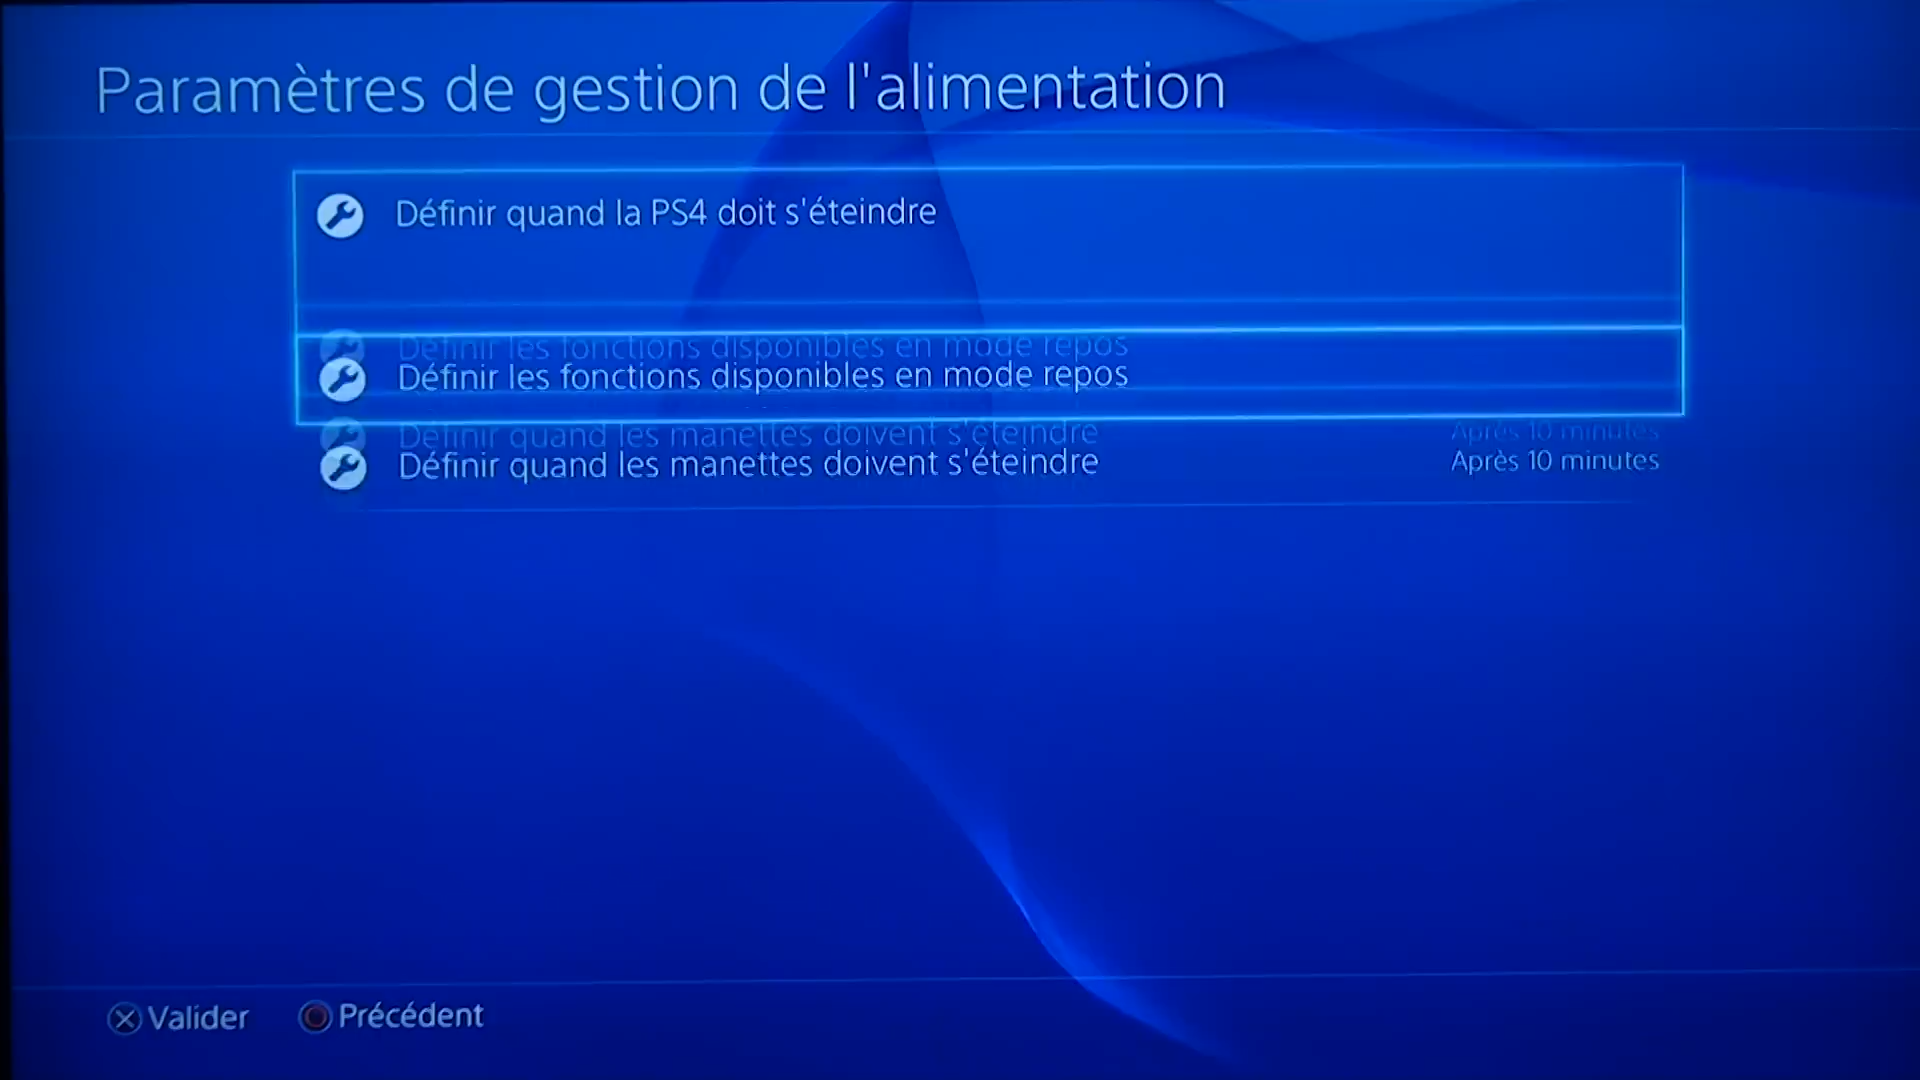 Paramètres de gestion de l'alimentation
Définir quand la PS4 doit s'éteindre
Définir les fonctions disponibles en mode repos
Définir les fonctions disponibles en mode repos
Définir quand les manettes doivent s'éteindre Après 10 minutes
Définir quand les manettes doivent s'éteindre Après 10 minutes
Valider Précédent